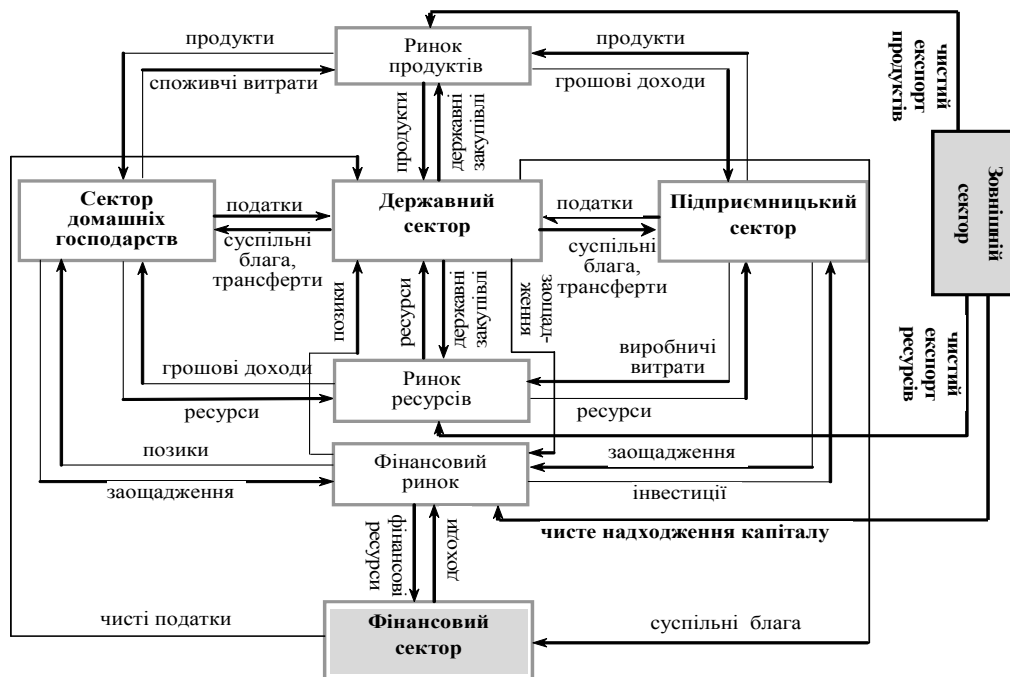 продукти
Ринок
продуктів
продукти
споживчі витрати
грошові доходи
чистий
експорт
продуктів
продукти
державні
закупівлі
Зовнішній
сектор
Сектор
домашніх
господарств
податки
суспільні
блага,
трансферти
Державний
сектор
податки
суспільні
блага,
трансферти
Підприємницький
сектор
позики
ресурси
державні
закупівлі
заощад-
ження
чистий
експорт
ресурсів
грошові доходи
ресурси
Ринок
ресурсів
виробничі
витрати
ресурси
позики
заощадження
Фінансовий
ринок
заощадження
інвестиції
чисте надходження капіталу
фінансові
ресурси
доходи
чисті податки
Фінансовий
сектор
суспільні блага